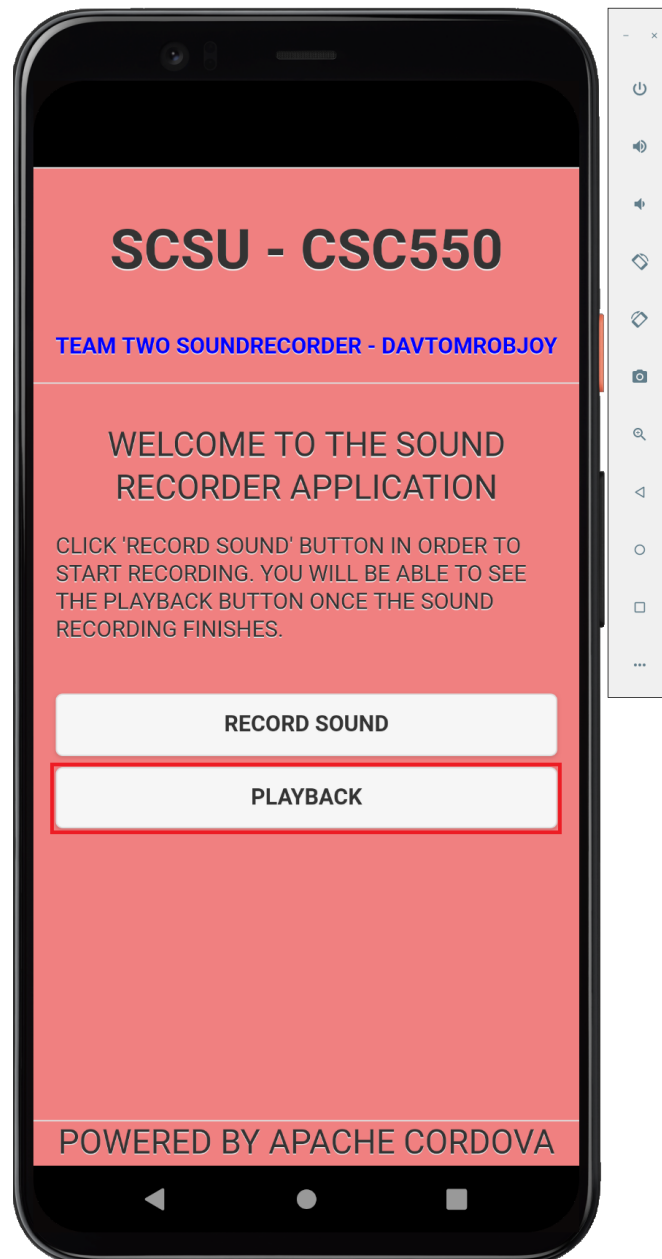 SCSU - CSC550
TEAM TWO SOUNDRECORDER - DAVTOMROBJOY
WELCOME TO THE SOUND
RECORDER APPLICATION
CLICK 'RECORD SOUND' BUTTON IN ORDER TO
START RECORDING. YOU WILL BE ABLE TO SEE
THE PLAYBACK BUTTON ONCE THE SOUND
RECORDING FINISHES.
RECORD SOUND
PLAYBACK
POWERED BY APACHE CORDOVA